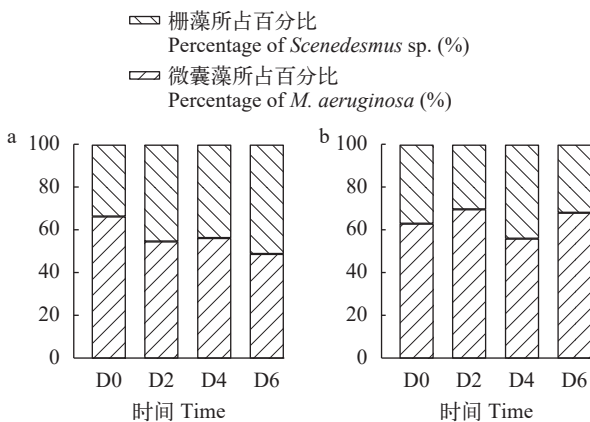 栅藻所占百分比
Percentage of Scenedesmus sp. (%)
微囊藻所占百分比
Percentage of M. aeruginosa (%)
a
100
80
60
40
20
0
D0 D2 D4 D6
时间 Time
b
100
80
60
40
20
0
D0 D2 D4 D6
时间 Time